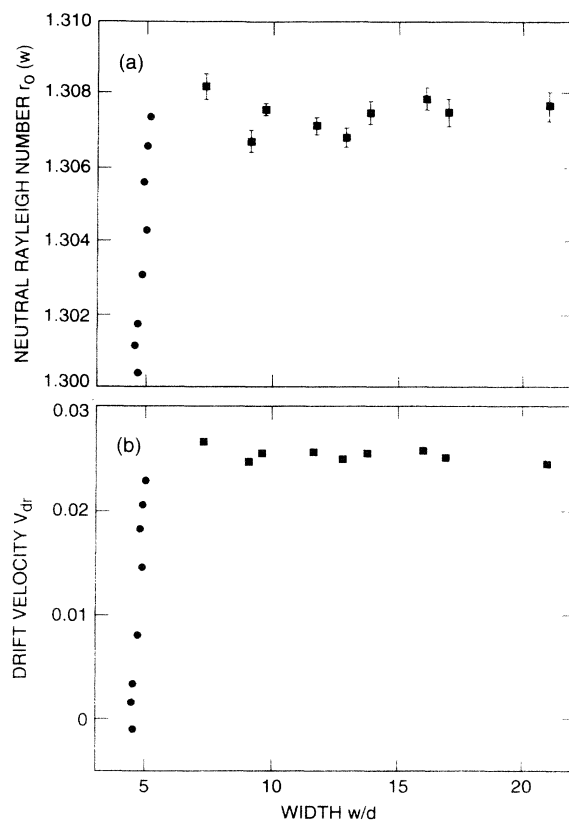 1.310
(a)
1.308
1.306
1.304
1.302
1.300
NEUTRAL RAYLEIGH NUMBER r₀ (w)
0.03
(b)
0.02
0.01
0
DRIFT VELOCITY V_dr
5 10 15 20
WIDTH w/d